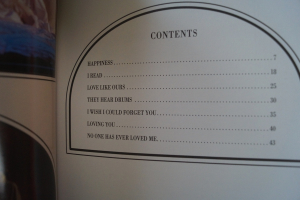 CONTENTS
HAPPINESS 7
I READ 18
LOVE LIKE OURS 25
THEY HEAR DRUMS 30
I WISH I COULD FORGET YOU 35
LOVING YOU 40
NO ONE HAS EVER LOVED ME 43